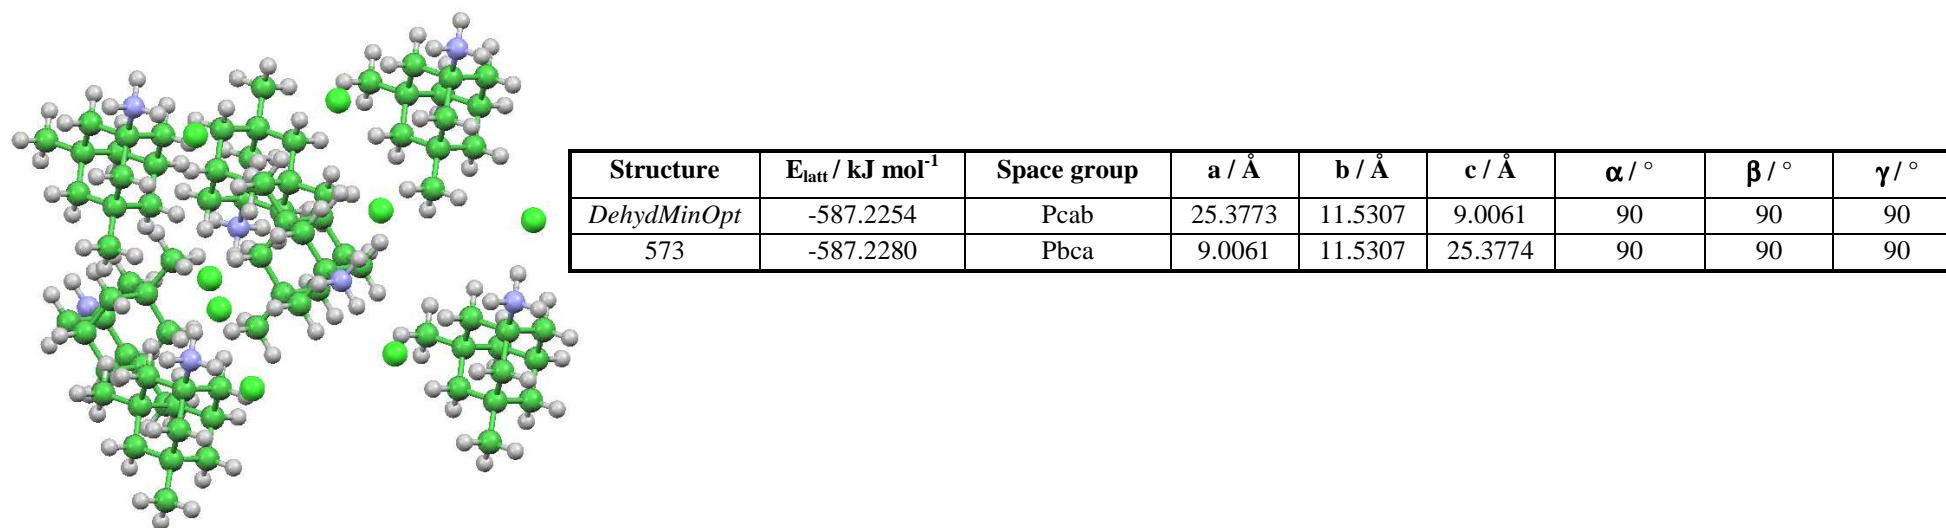 Structure E_latt / kJ mol^-1 Space group a / Å b / Å c / Å α / ° β / ° γ / °
DehydMinOpt -587.2254 Pcab 25.3773 11.5307 9.0061 90 90 90
573 -587.2280 Pbca 9.0061 11.5307 25.3774 90 90 90